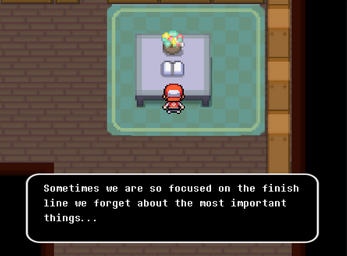 Sometimes we are so focused on the finish
line we forget about the most important
things...